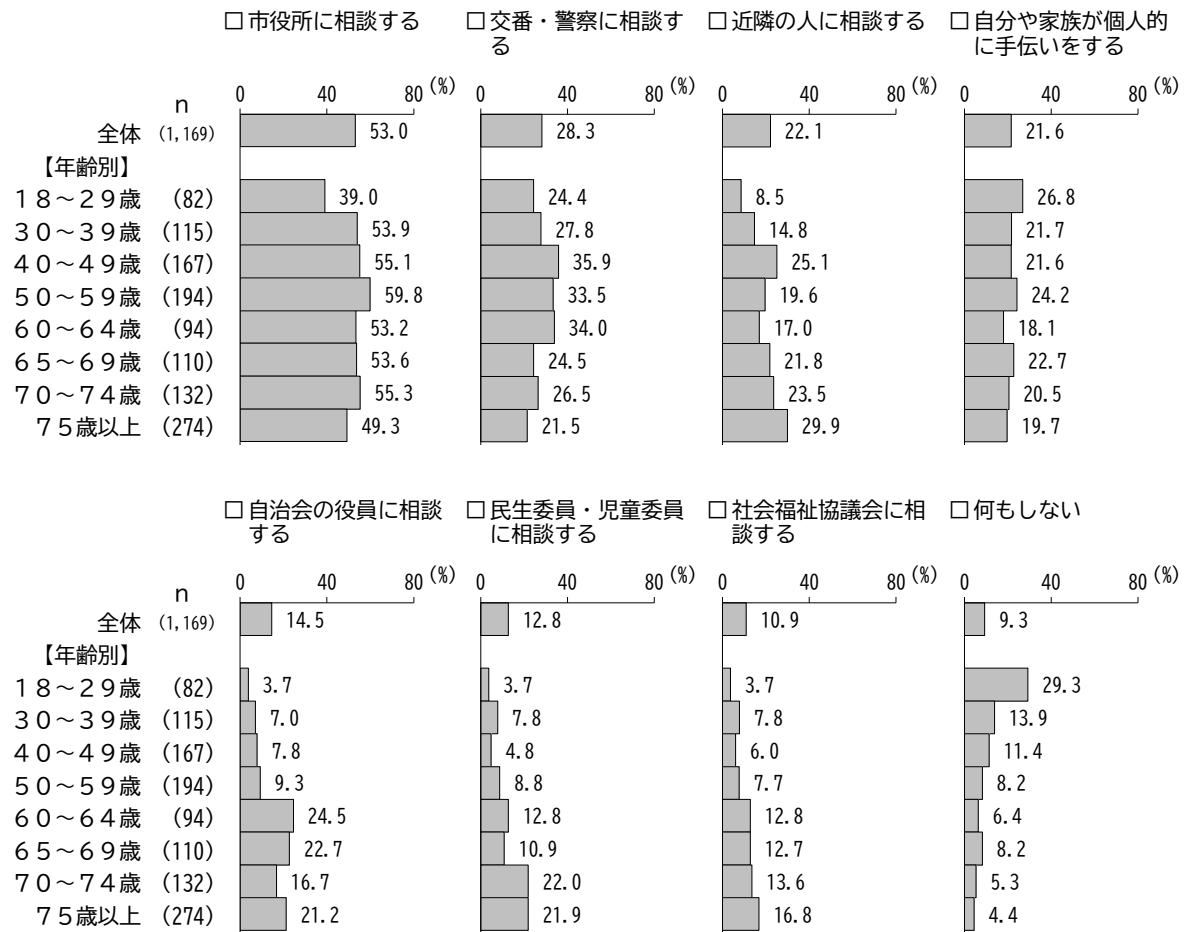 □市役所に相談する □交番・警察に相談す □近隣の人に相談する □自分や家族が個人的
る に手伝いをする
0 40 80 (%) 0 40 80 (%) 0 40 80 (%) 0 40 80 (%)
n
全体 (1,169) 53.0 28.3 22.1 21.6
【年齢別】
18～29歳 (82) 39.0 24.4 8.5 26.8
30～39歳 (115) 53.9 27.8 14.8 21.7
40～49歳 (167) 55.1 35.9 25.1 21.6
50～59歳 (194) 59.8 33.5 19.6 24.2
60～64歳 (94) 53.2 34.0 17.0 18.1
65～69歳 (110) 53.6 24.5 21.8 22.7
70～74歳 (132) 55.3 26.5 23.5 20.5
75歳以上 (274) 49.3 21.5 29.9 19.7
□自治会の役員に相談 □民生委員・児童委員 □社会福祉協議会に相 □何もしない
する に相談する 談する
0 40 80 (%) 0 40 80 (%) 0 40 80 (%) 0 40 80 (%)
n
全体 (1,169) 14.5 12.8 10.9 9.3
【年齢別】
18～29歳 (82) 3.7 3.7 3.7 29.3
30～39歳 (115) 7.0 7.8 7.8 13.9
40～49歳 (167) 7.8 4.8 6.0 11.4
50～59歳 (194) 9.3 8.8 7.7 8.2
60～64歳 (94) 24.5 12.8 12.8 6.4
65～69歳 (110) 22.7 10.9 12.7 8.2
70～74歳 (132) 16.7 22.0 13.6 5.3
75歳以上 (274) 21.2 21.9 16.8 4.4